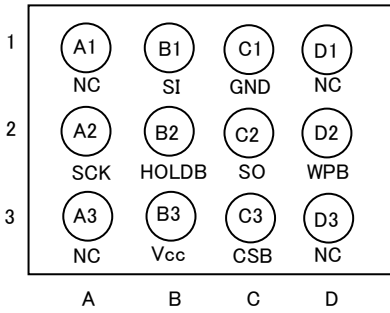 1 A1 B1 C1 D1
NC SI GND NC
2 A2 B2 C2 D2
SCK HOLDB SO WPB
3 A3 B3 C3 D3
NC Vcc CSB NC
A B C D